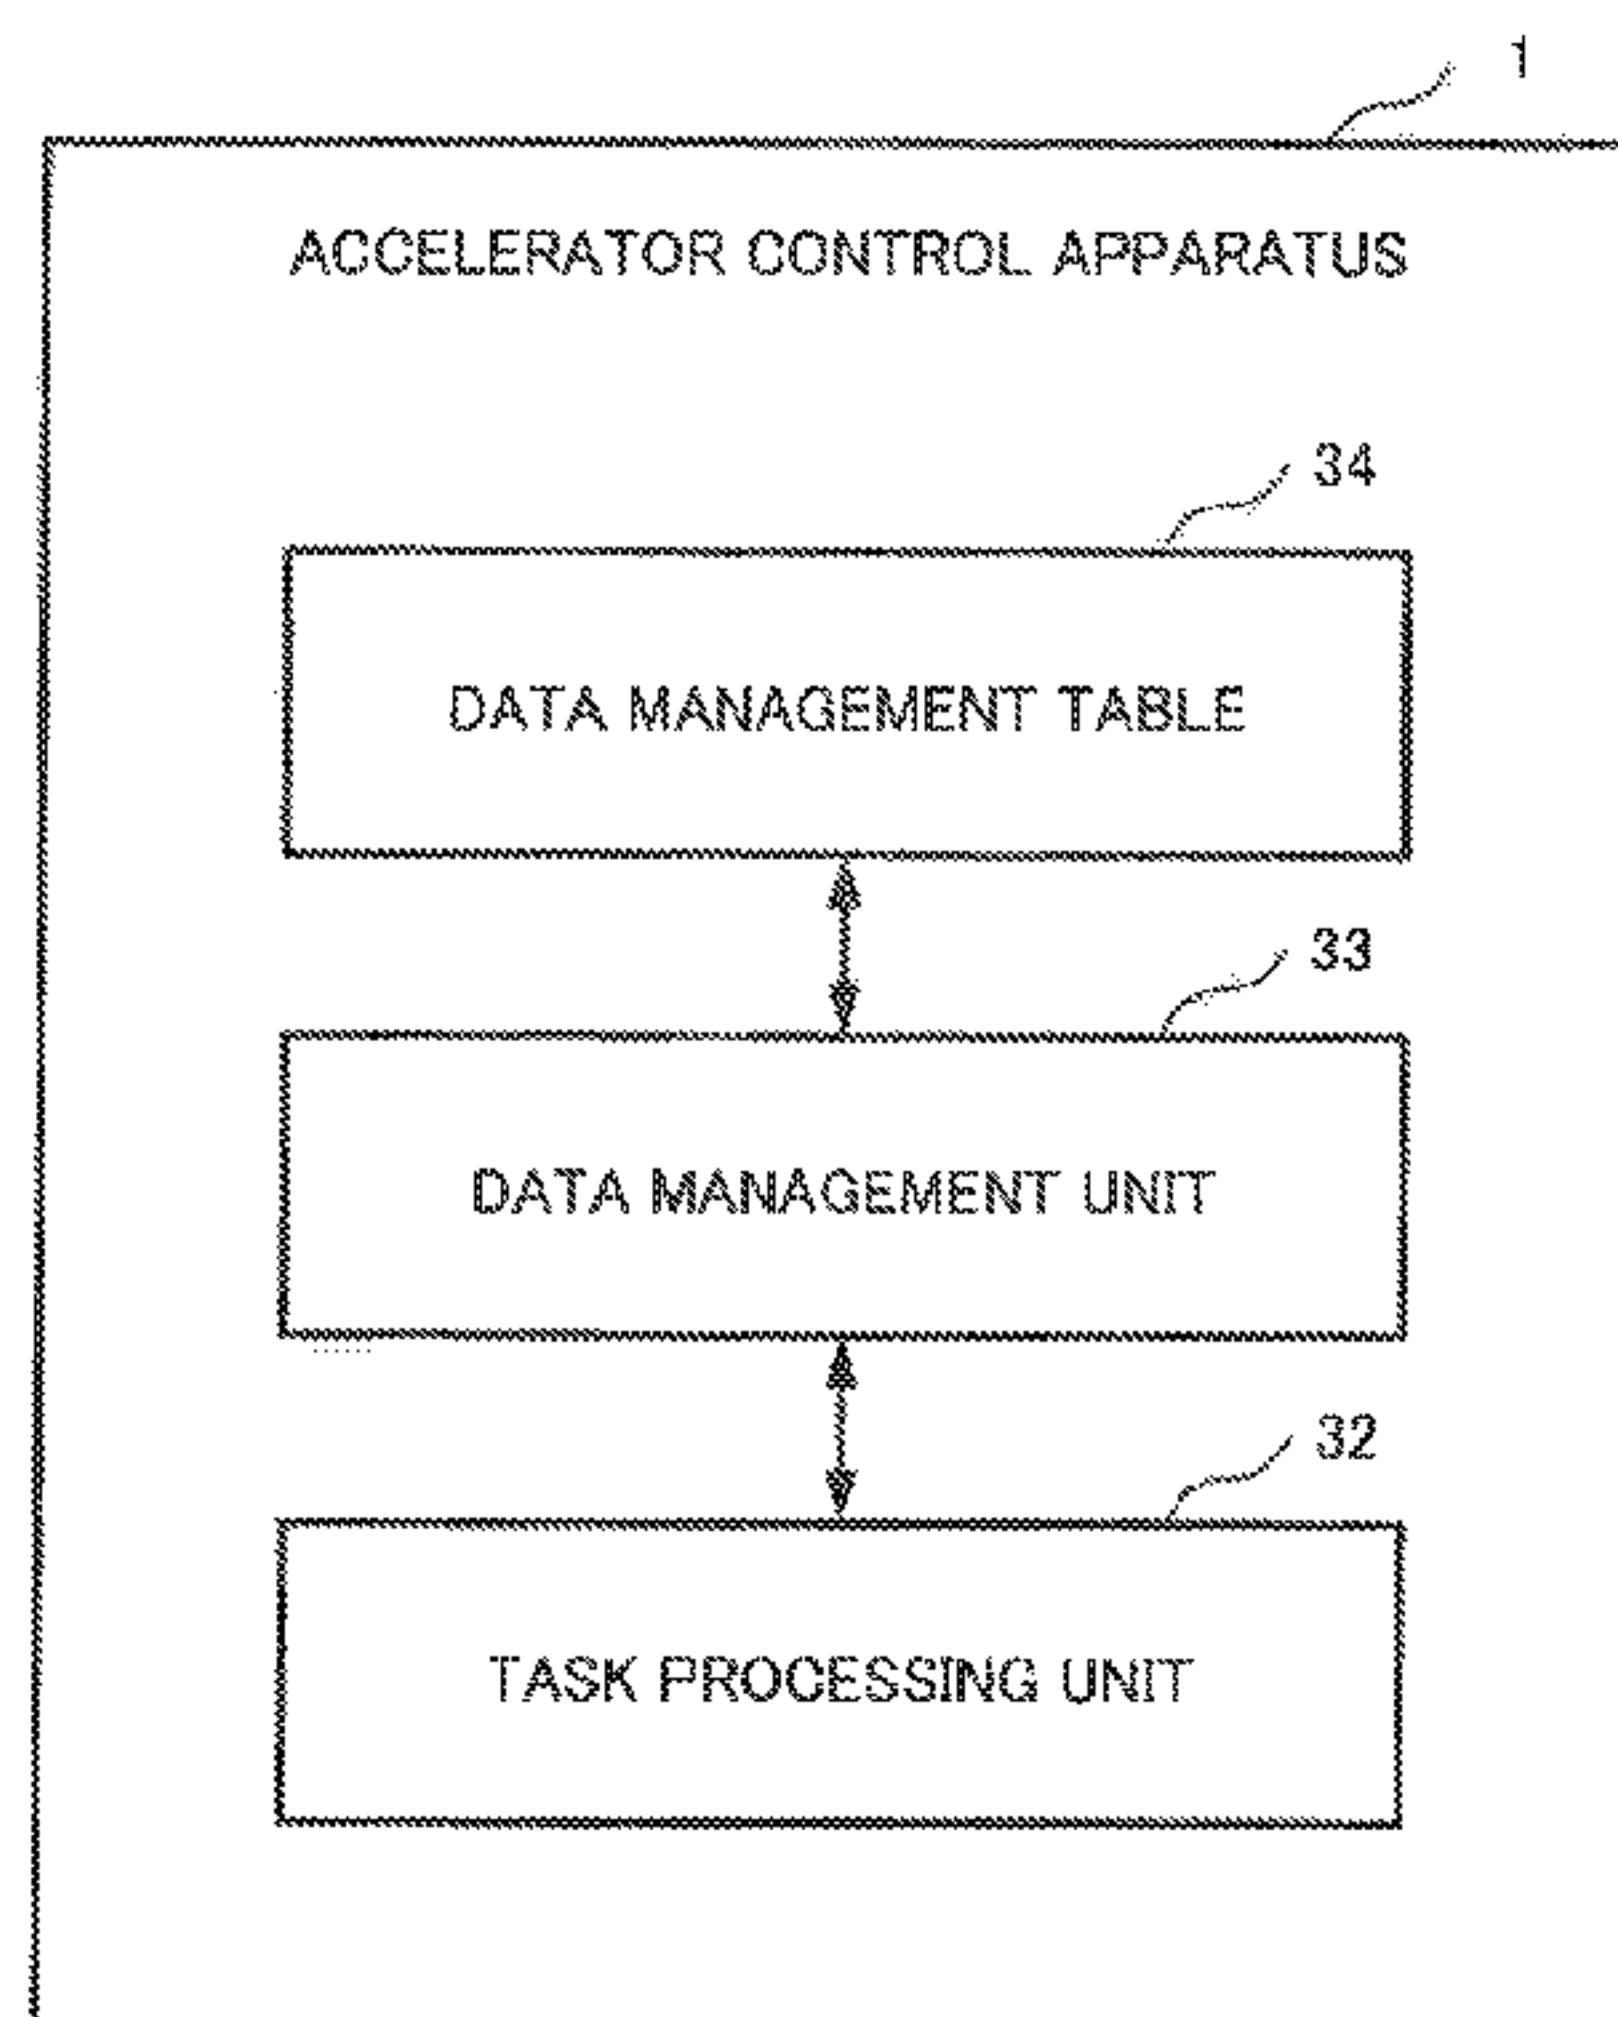 1
ACCELERATOR CONTROL APPARATUS
34
DATA MANAGEMENT TABLE
33
DATA MANAGEMENT UNIT
32
TASK PROCESSING UNIT